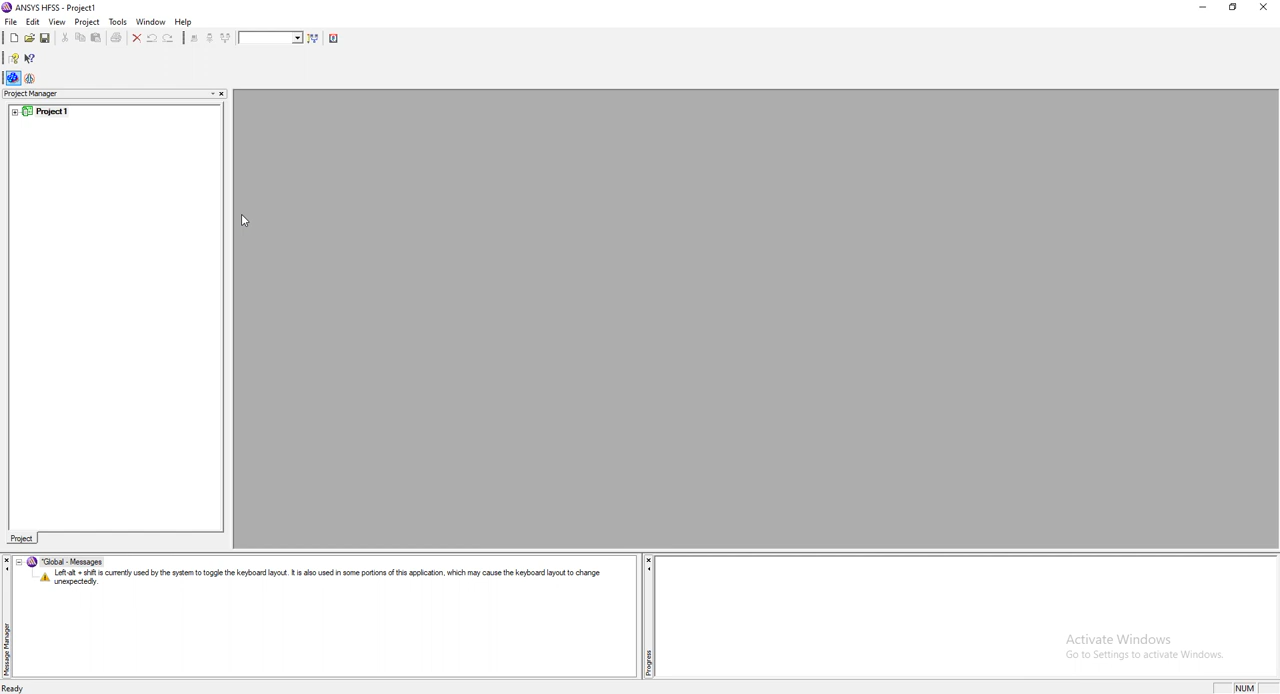 ANSYS HFSS - Project1
File Edit View Project Tools Window Help
Project Manager
Project1
Project
*Global - Messages
Left-alt + shift is currently used by the system to toggle the keyboard layout. It is also used in some portions of this application, which may cause the keyboard layout to change
unexpectedly.
Message Manager
Progress
Activate Windows
Go to Settings to activate Windows.
Ready
NUM